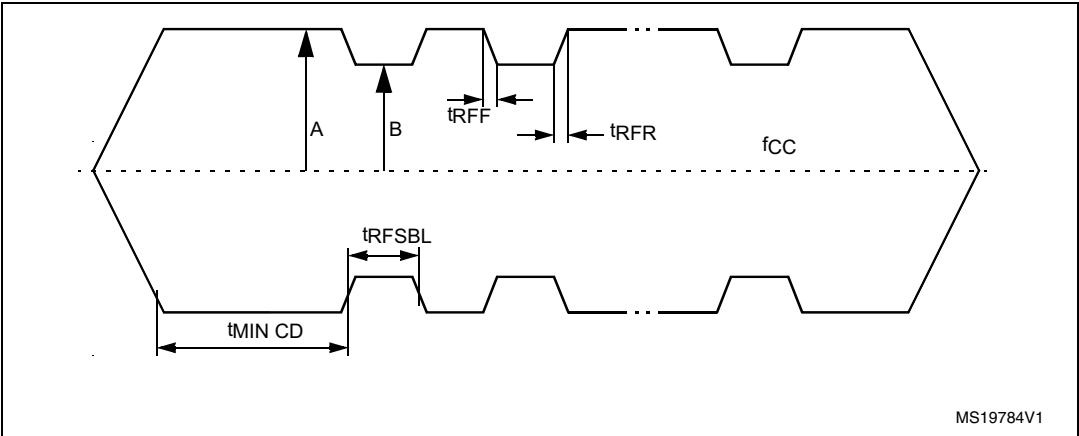 tRFF
A
B
tRFR
fCC
tRFSBL
tMIN CD
MS19784V1